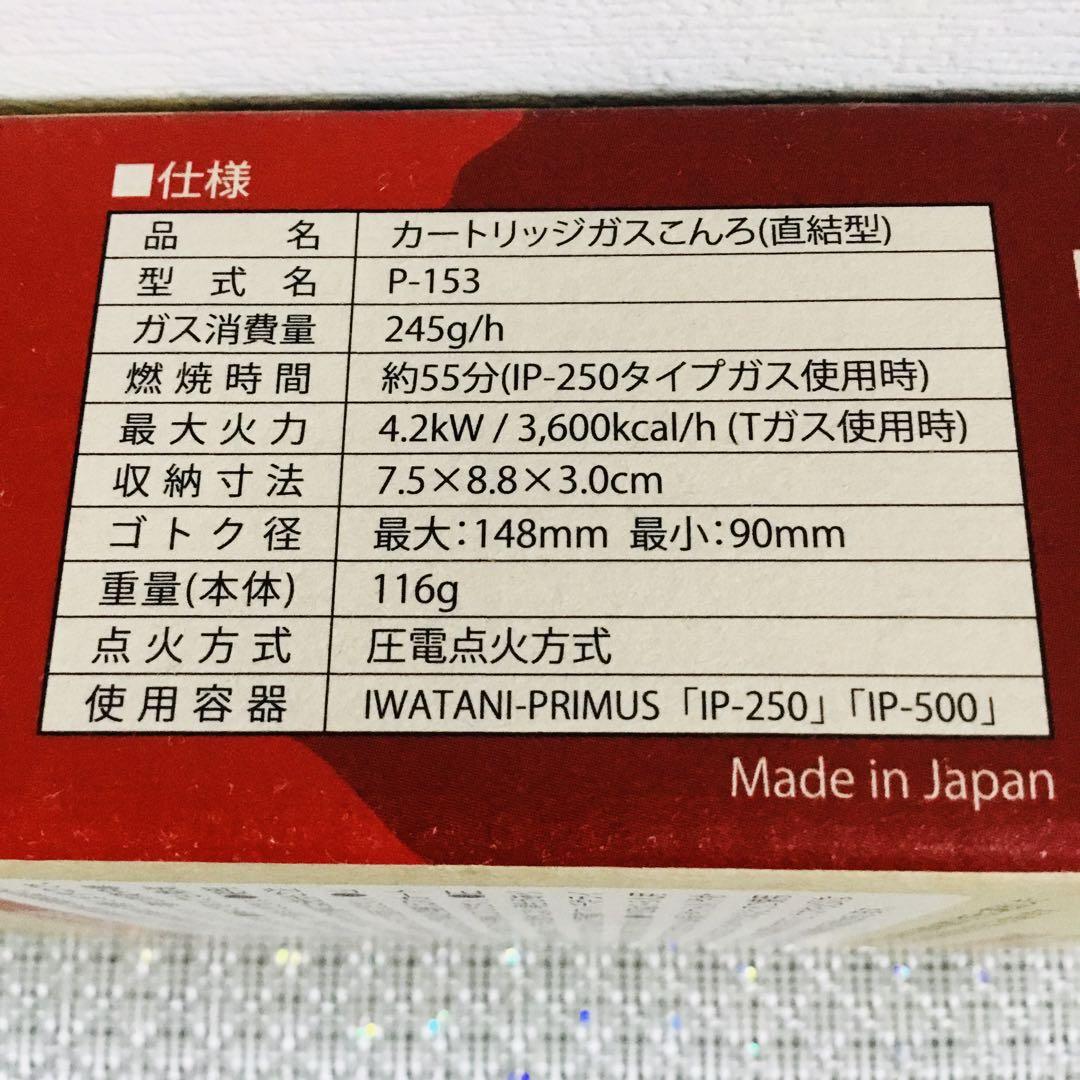 ■仕様
品名 カートリッジガスこんろ(直結型)
型式名 P-153
ガス消費量 245g/h
燃焼時間 約55分(IP-250タイプガス使用時)
最大火力 4.2kW / 3,600kcal/h (Tガス使用時)
収納寸法 7.5×8.8×3.0cm
ゴトク径 最大：148mm 最小：90mm
重量(本体) 116g
点火方式 圧電点火方式
使用容器 IWATANI-PRIMUS「IP-250」「IP-500」
Made in Japan